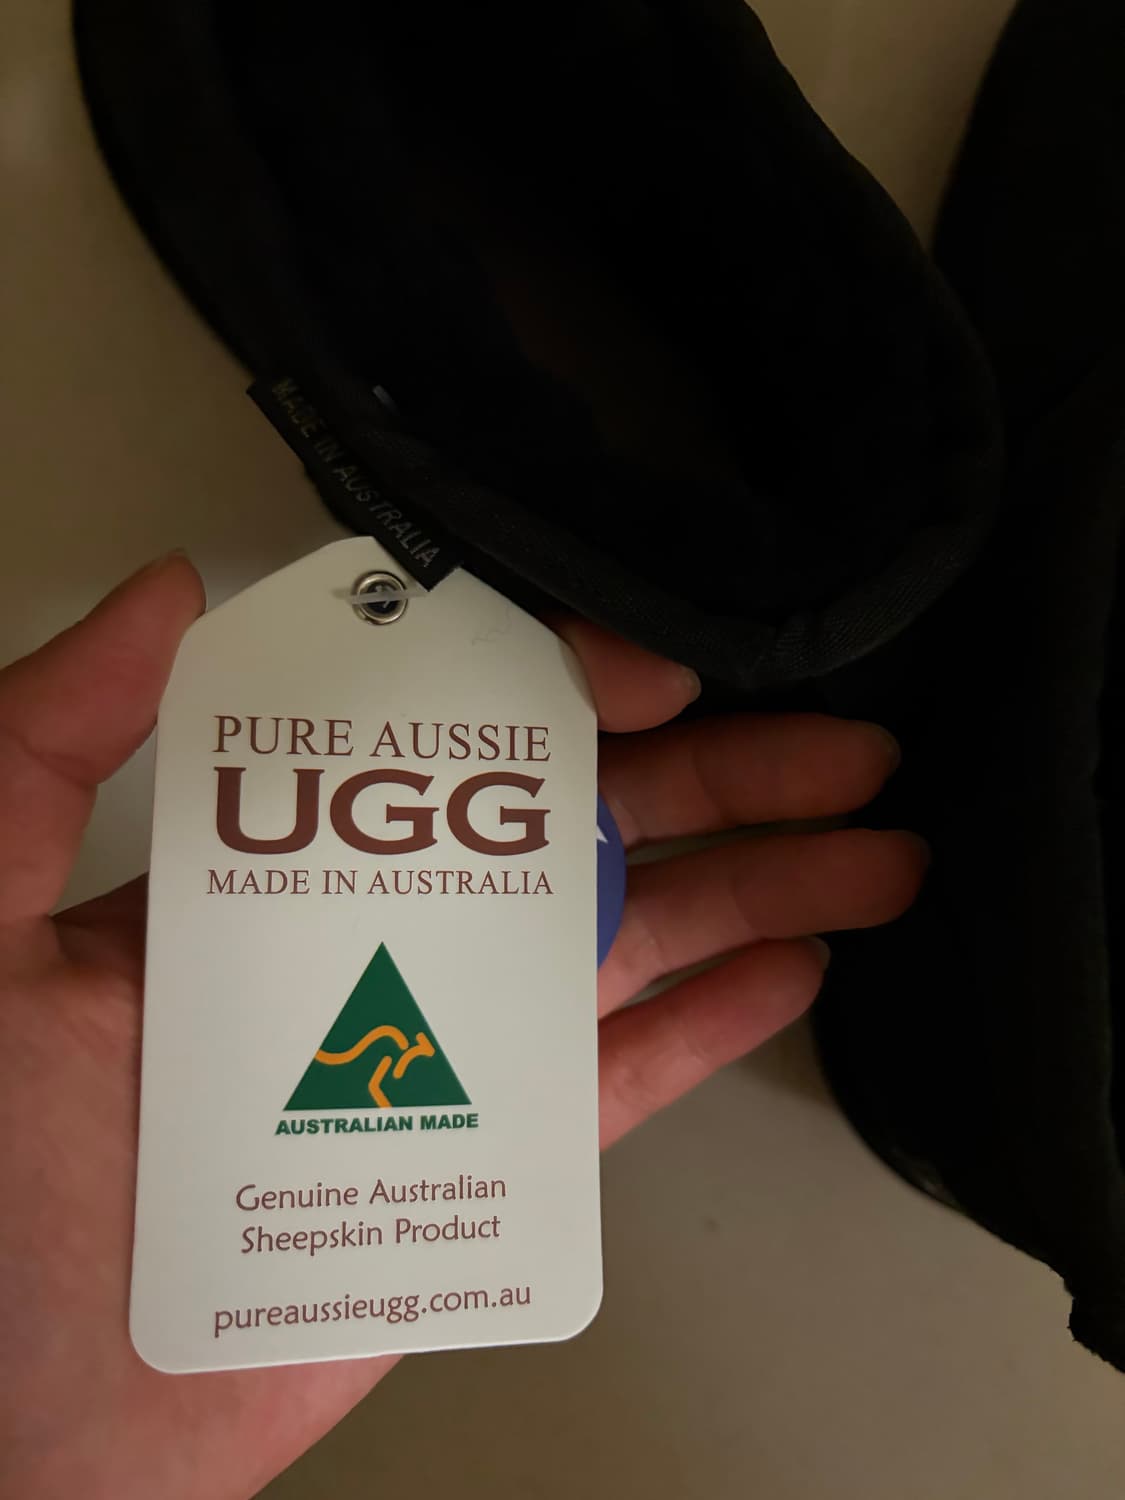 MADE IN AUSTRALIA
PURE AUSSIE
UGG
MADE IN AUSTRALIA
AUSTRALIAN MADE
Genuine Australian
Sheepskin Product
pureaussieugg.com.au